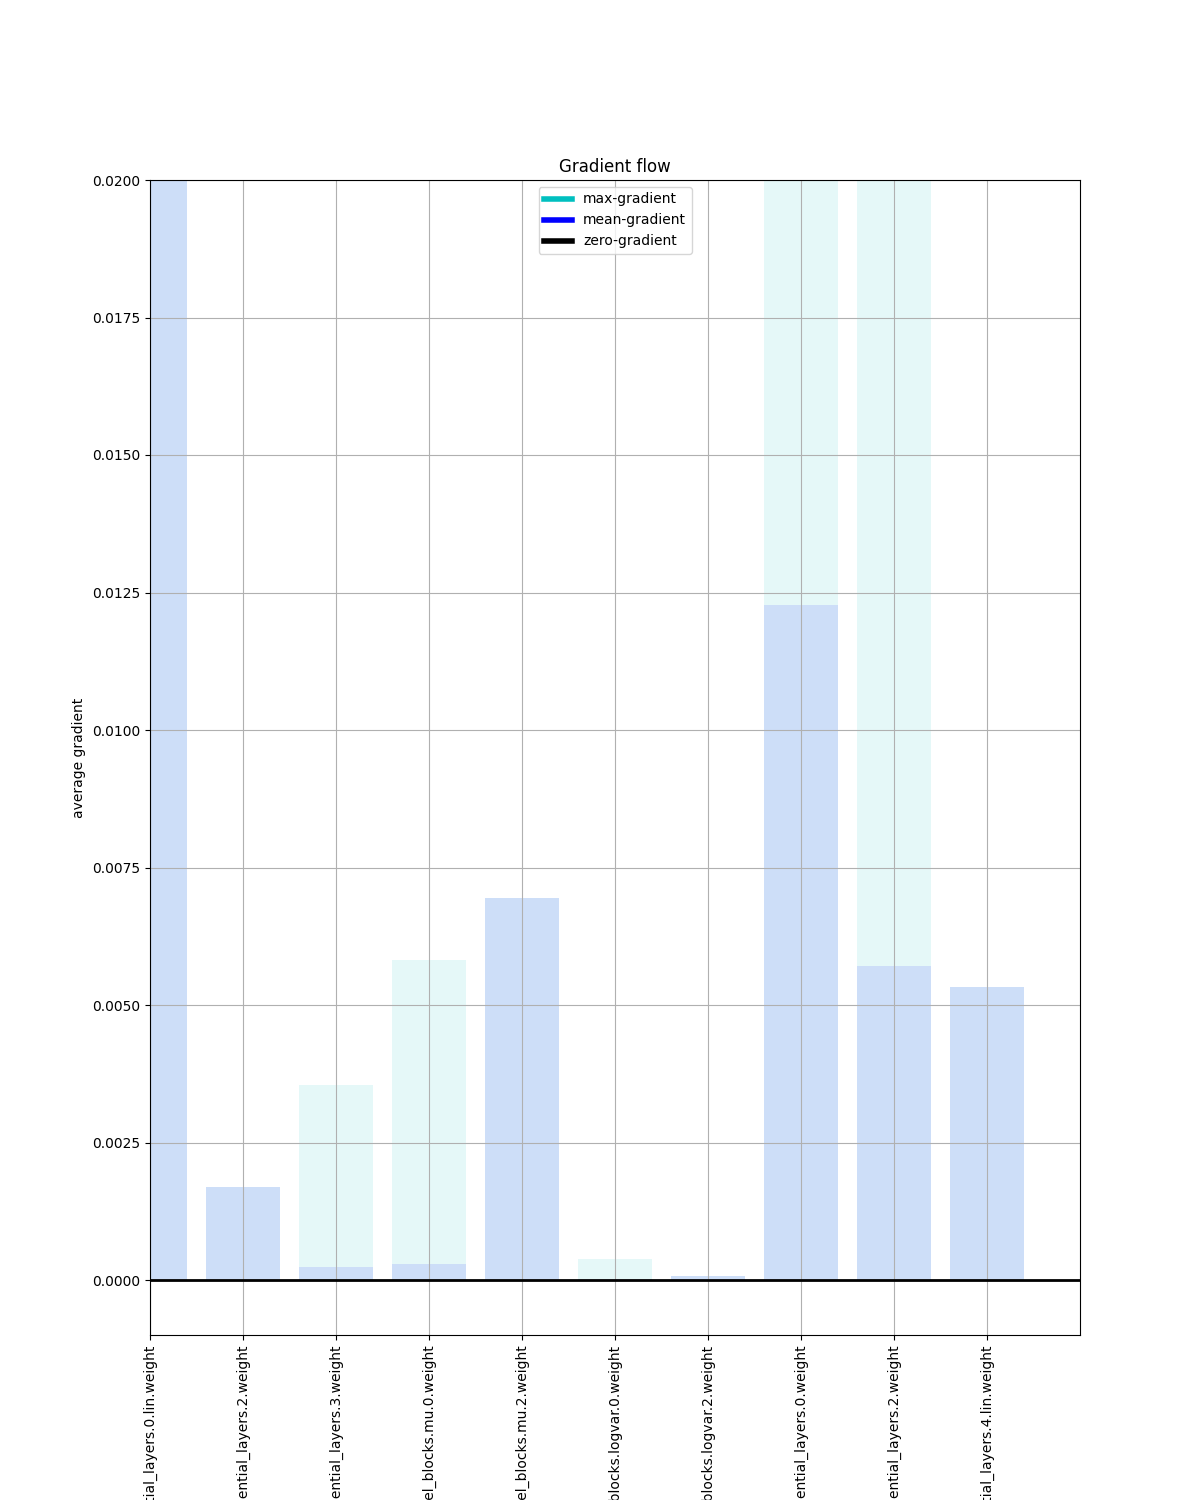 Gradient flow
max-gradient
mean-gradient
zero-gradient
0.0200
0.0175
0.0150
0.0125
0.0100
0.0075
0.0050
0.0025
0.0000
average gradient
tial_layers.0.lin.weight
ential_layers.2.weight
ential_layers.3.weight
el_blocks.mu.0.weight
el_blocks.mu.2.weight
blocks.logvar.0.weight
blocks.logvar.2.weight
ential_layers.0.weight
ential_layers.2.weight
tial_layers.4.lin.weight